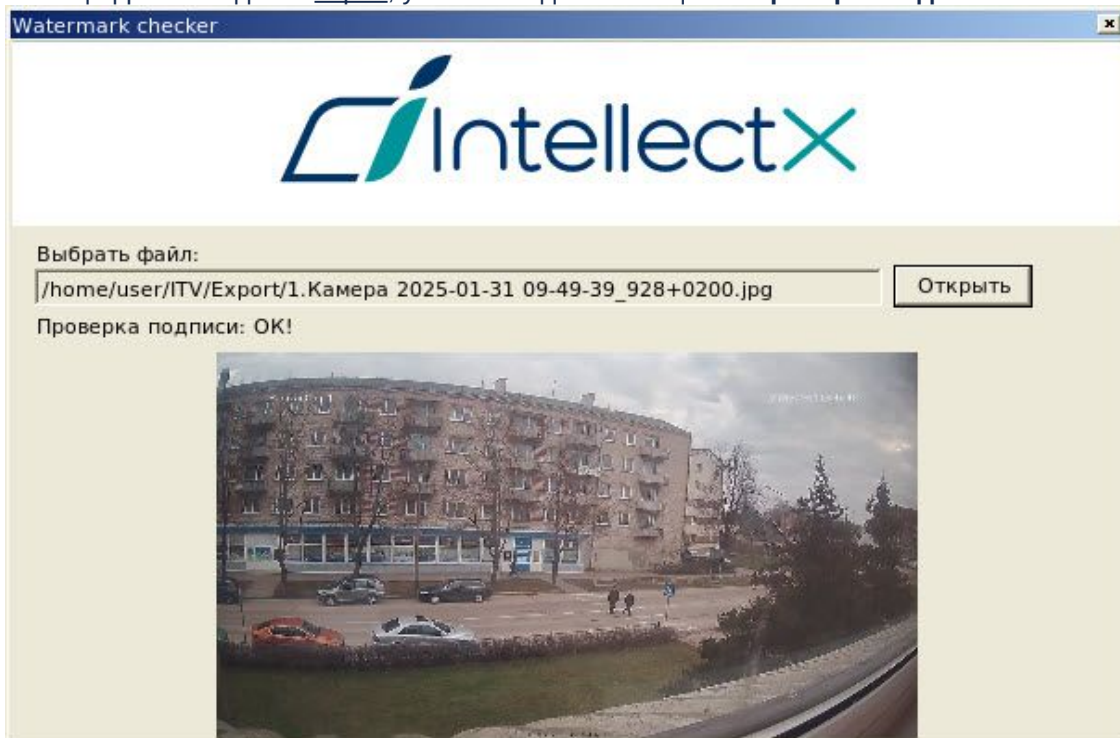 Watermark checker
IntellectX
Выбрать файл:
/home/user/ITV/Export/1.Камера 2025-01-31 09-49-39_928+0200.jpg
Открыть
Проверка подписи: OK!